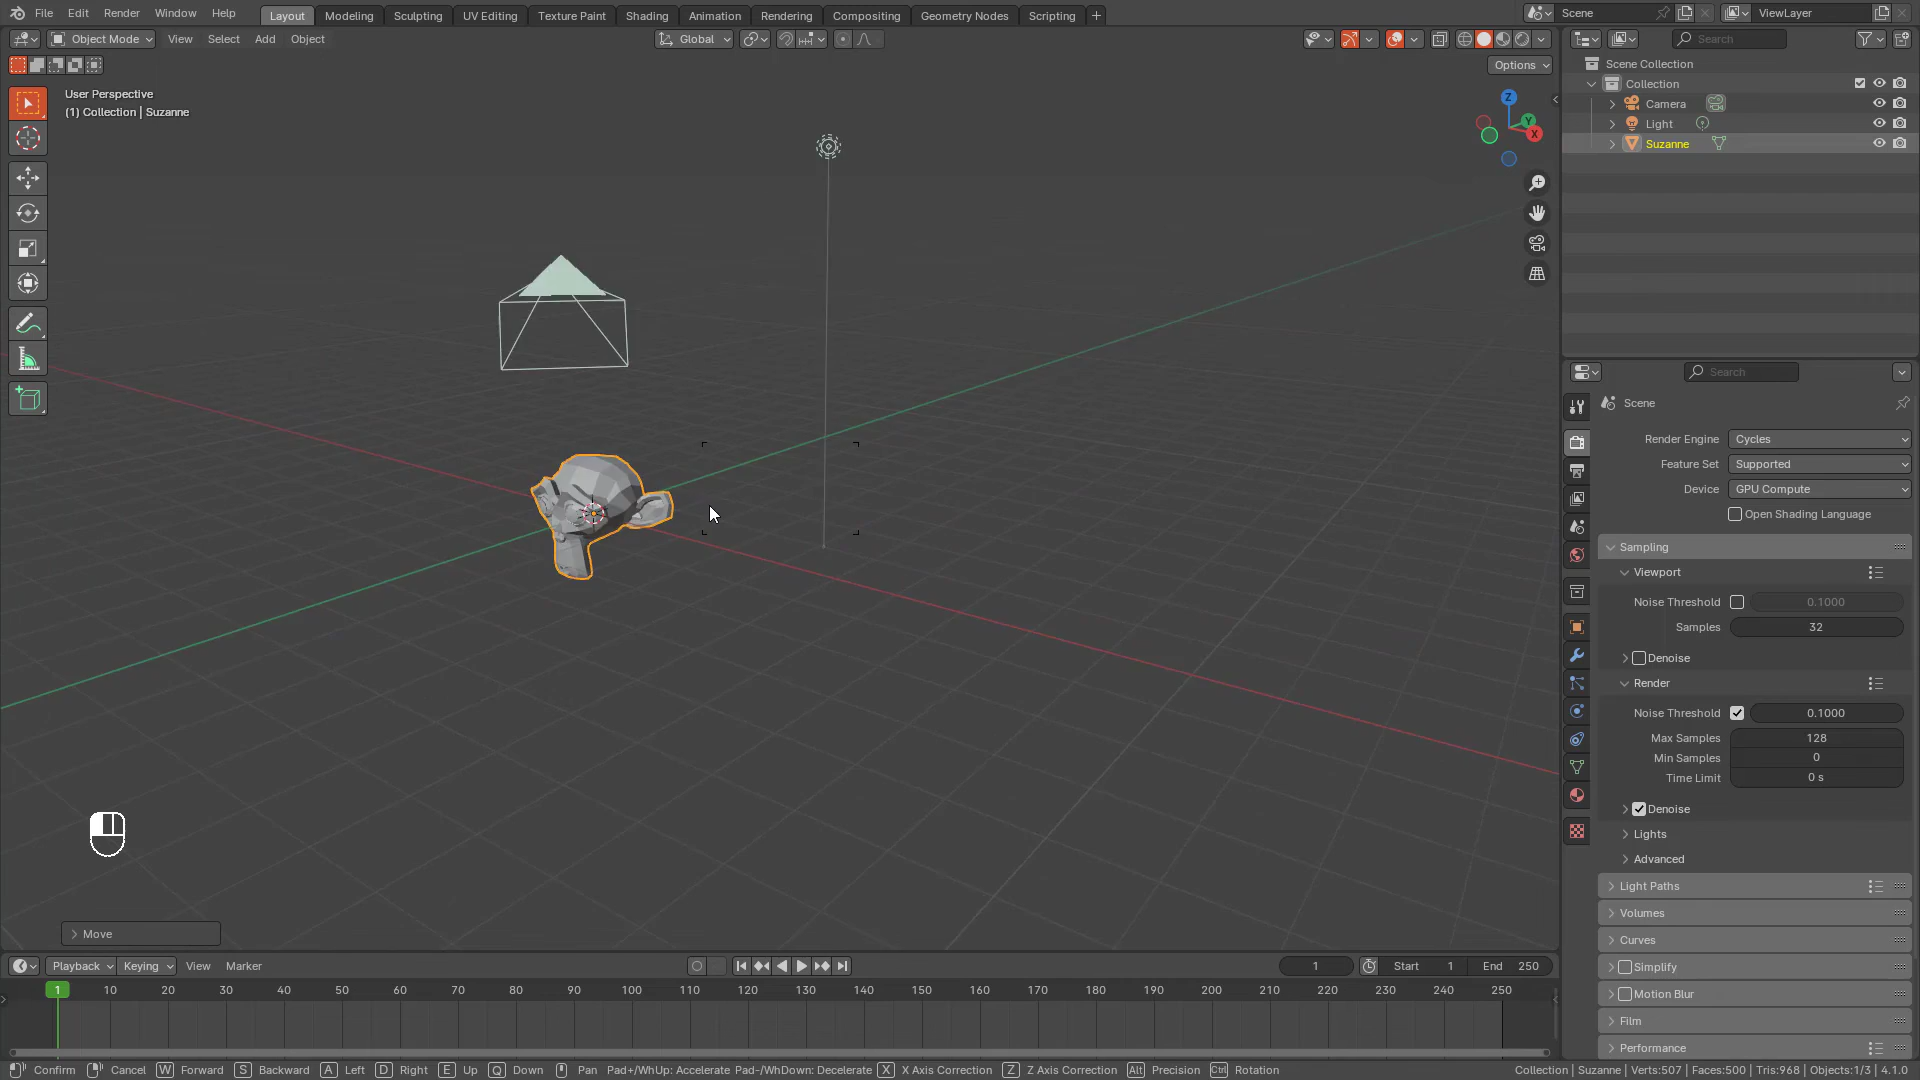 File Edit Render Window Help Layout Modeling Sculpting UV Editing Texture Paint Shading Animation Rendering Compositing Geometry Nodes Scripting + Scene ViewLayer
Object Mode View Select Add Object Global Search
Options
User Perspective
(1) Collection | Suzanne
Z
Y
X
Scene Collection
Collection
Camera
Light
Suzanne
Search
Scene
Render Engine Cycles
Feature Set Supported
Device GPU Compute
Open Shading Language
Sampling
Viewport
Noise Threshold 0.1000
Samples 32
Denoise
Render
Noise Threshold 0.1000
Max Samples 128
Min Samples 0
Time Limit 0 s
Denoise
Lights
Advanced
Light Paths
Volumes
Curves
Simplify
Motion Blur
Film
Performance
Move
Playback Keying View Marker 1 Start 1 End 250
1 10 20 30 40 50 60 70 80 90 100 110 120 130 140 150 160 170 180 190 200 210 220 230 240 250
Confirm Cancel W Forward S Backward A Left D Right E Up Q Down Pan Pad+/WhUp: Accelerate Pad-/WhDown: Decelerate X X Axis Correction Z Z Axis Correction Alt Precision Ctrl Rotation Collection | Suzanne | Verts:507 | Faces:500 | Tris:968 | Objects:1/3 | 4.1.0